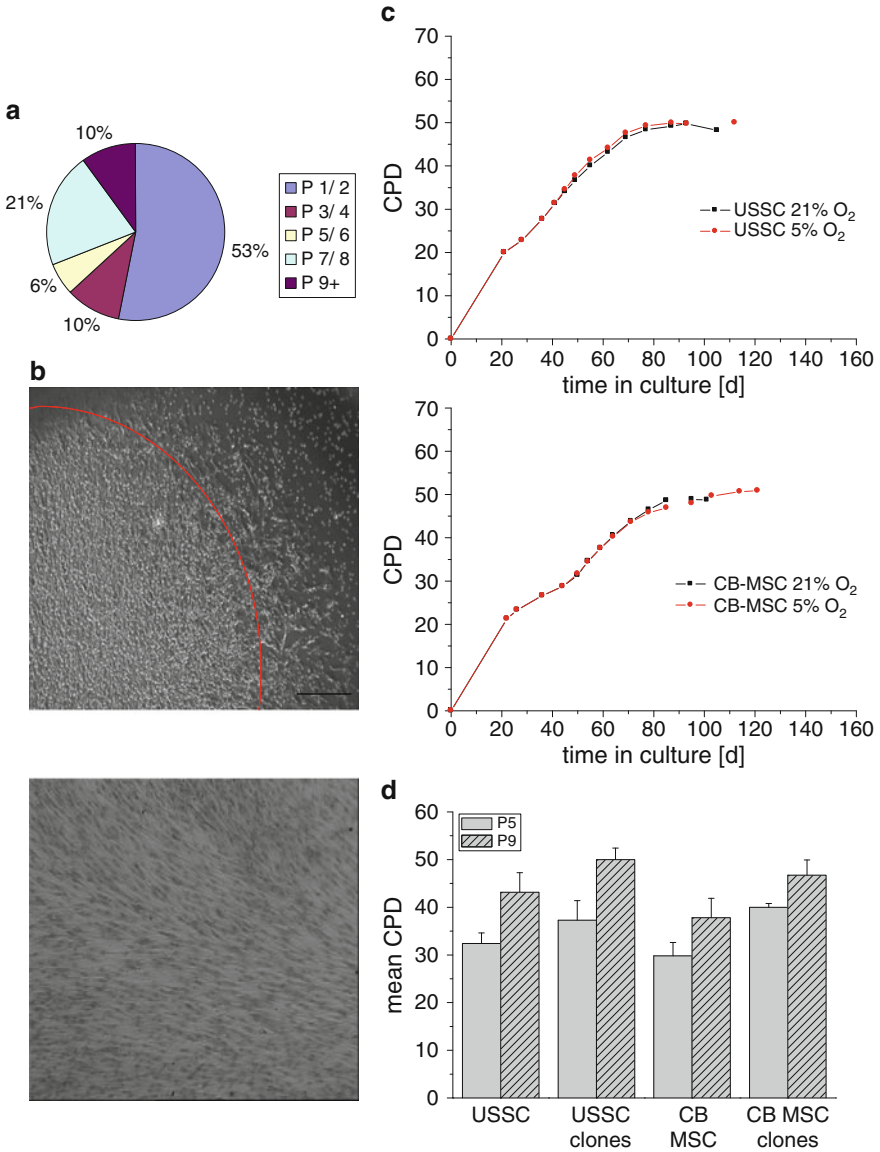 a
10%
21%
53%
6%
10%
P 1/ 2
P 3/ 4
P 5/ 6
P 7/ 8
P 9+
b
c
70
60
50
40
30
20
10
0
CPD
USSC 21% O2
USSC 5% O2
0 20 40 60 80 100 120 140 160
time in culture [d]
70
60
50
40
30
20
10
0
CPD
CB-MSC 21% O2
CB-MSC 5% O2
0 20 40 60 80 100 120 140 160
time in culture [d]
d
60
50
40
30
20
10
0
mean CPD
P5
P9
USSC USSC CB CB MSC
clones MSC clones